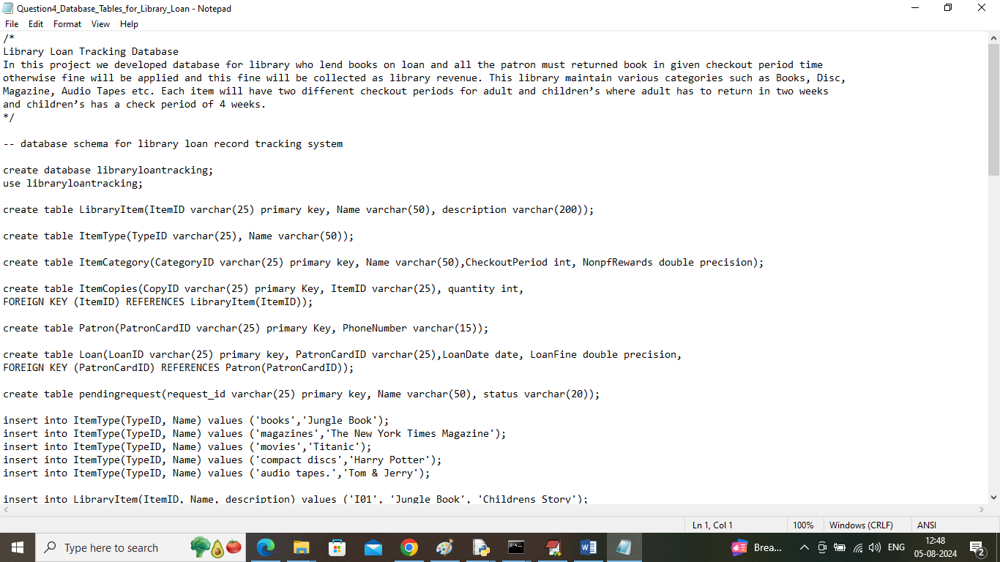 Question4_Database_Tables_for_Library_Loan - Notepad
File Edit Format View Help
/*
Library Loan Tracking Database
In this project we developed database for library who lend books on loan and all the patron must returned book in given checkout period time
otherwise fine will be applied and this fine will be collected as library revenue. This library maintain various categories such as Books, Disc,
Magazine, Audio Tapes etc. Each item will have two different checkout periods for adult and children’s where adult has to return in two weeks
and children’s has a check period of 4 weeks.
*/
-- database schema for library loan record tracking system
create database libraryloantracking;
use libraryloantracking;
create table LibraryItem(ItemID varchar(25) primary key, Name varchar(50), description varchar(200));
create table ItemType(TypeID varchar(25), Name varchar(50));
create table ItemCategory(CategoryID varchar(25) primary key, Name varchar(50),CheckoutPeriod int, NonpfRewards double precision);
create table ItemCopies(CopyID varchar(25) primary Key, ItemID varchar(25), quantity int,
FOREIGN KEY (ItemID) REFERENCES LibraryItem(ItemID));
create table Patron(PatronCardID varchar(25) primary Key, PhoneNumber varchar(15));
create table Loan(LoanID varchar(25) primary key, PatronCardID varchar(25),LoanDate date, LoanFine double precision,
FOREIGN KEY (PatronCardID) REFERENCES Patron(PatronCardID));
create table pendingrequest(request_id varchar(25) primary key, Name varchar(50), status varchar(20));
insert into ItemType(TypeID, Name) values ('books','Jungle Book');
insert into ItemType(TypeID, Name) values ('magazines','The New York Times Magazine');
insert into ItemType(TypeID, Name) values ('movies','Titanic');
insert into ItemType(TypeID, Name) values ('compact discs','Harry Potter');
insert into ItemType(TypeID, Name) values ('audio tapes.','Tom & Jerry');
insert into LibraryItem(ItemID, Name, description) values ('I01', 'Jungle Book', 'Childrens Story');
Ln 1, Col 1 100% Windows (CRLF) ANSI
Type here to search
Brea...
ENG
12:48
05-08-2024
2